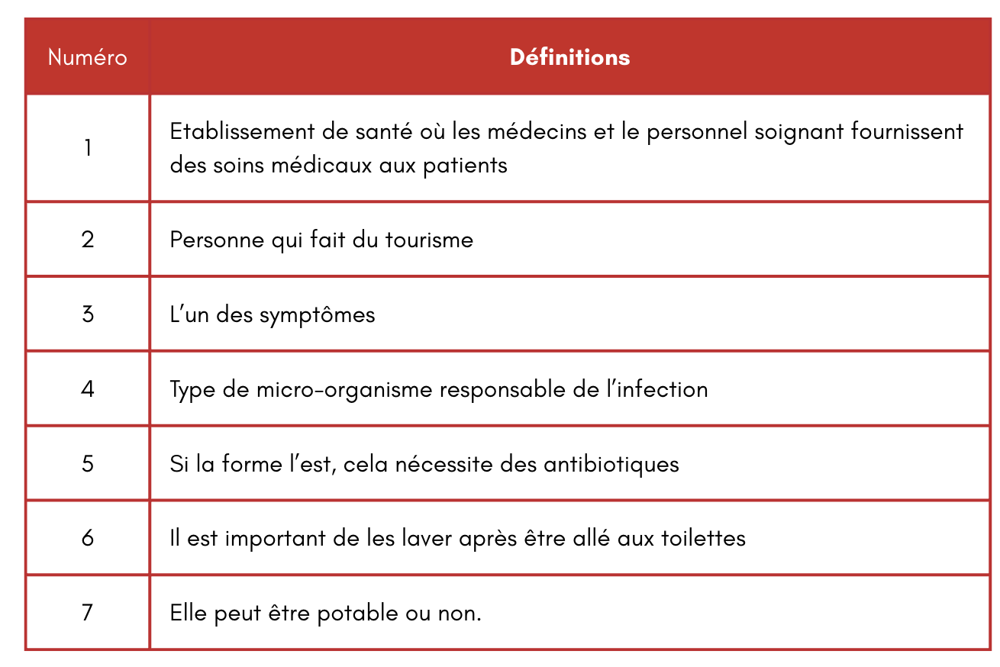 Numéro Définitions
1 Etablissement de santé où les médecins et le personnel soignant fournissent
des soins médicaux aux patients
2 Personne qui fait du tourisme
3 L’un des symptômes
4 Type de micro-organisme responsable de l’infection
5 Si la forme l’est, cela nécessite des antibiotiques
6 Il est important de les laver après être allé aux toilettes
7 Elle peut être potable ou non.